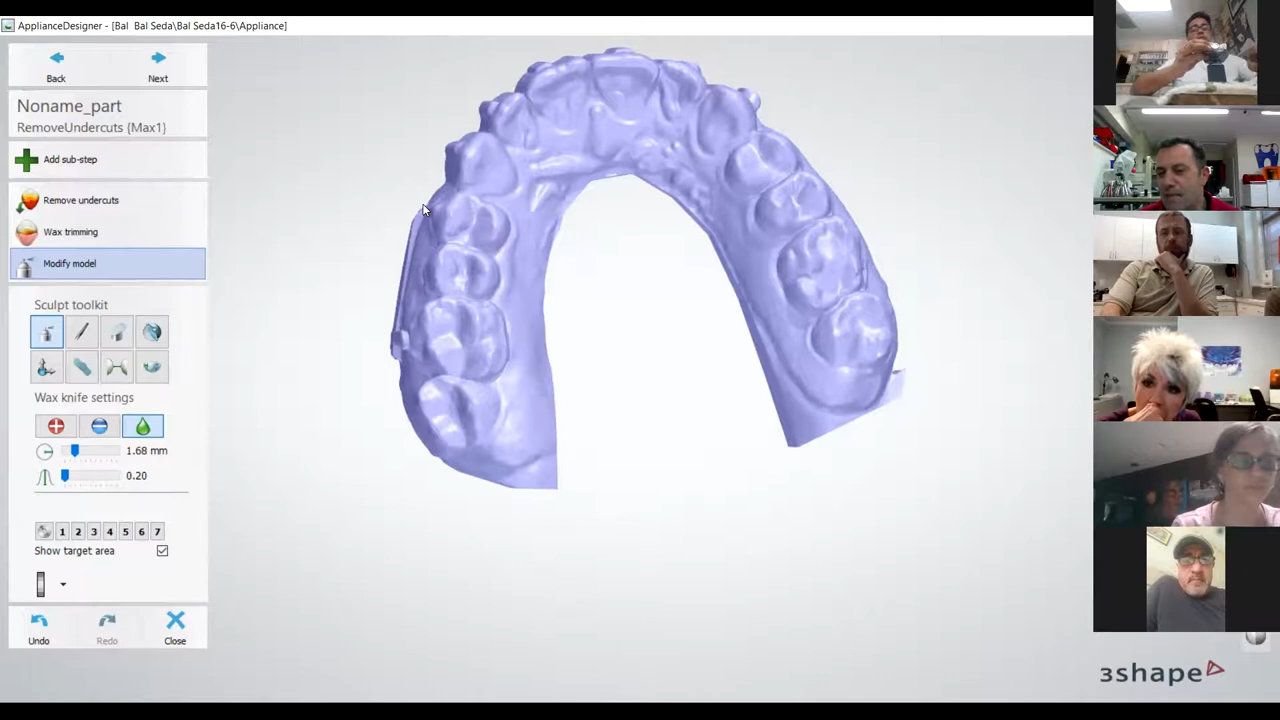 ApplianceDesigner - [Bal  Bal Seda\Bal Seda16-6\Appliance]
Back
Next
Noname_part
RemoveUndercuts {Max1}
Add sub-step
Remove undercuts
Wax trimming
Modify model
Sculpt toolkit
Wax knife settings
1.68 mm
0.20
1 2 3 4 5 6 7
Show target area
Undo
Redo
Close
3shape